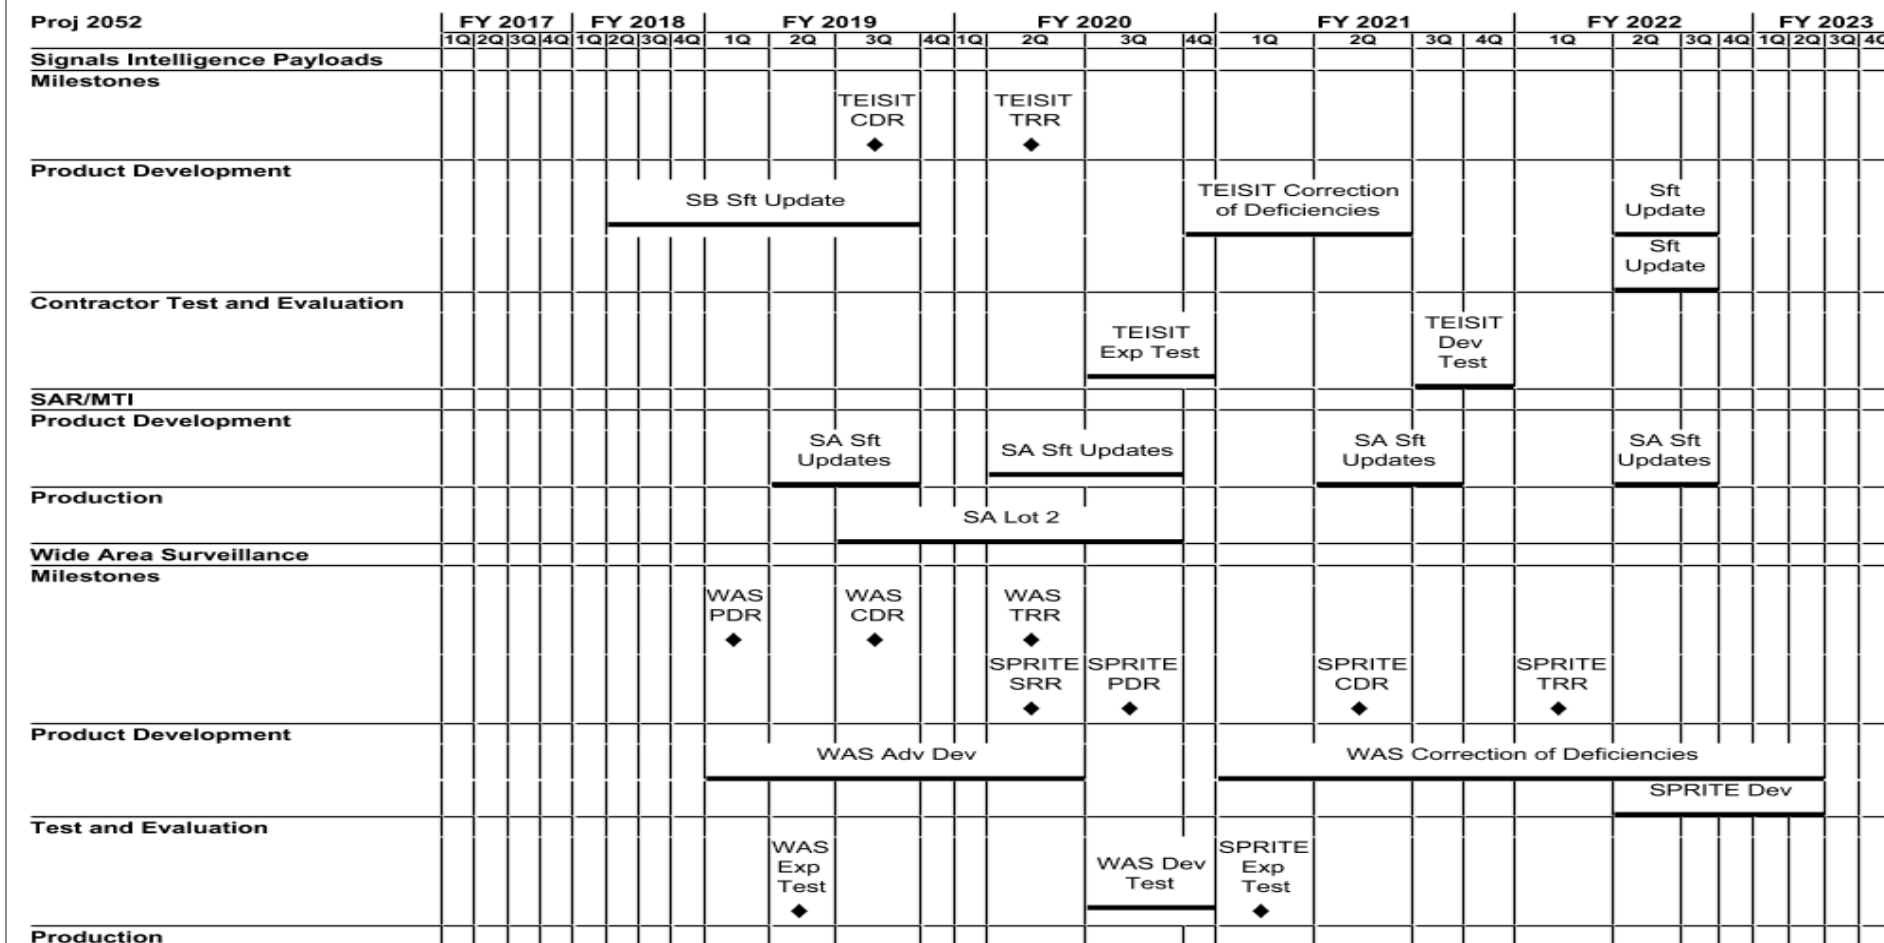 Proj 2052 FY 2017 FY 2018 FY 2019 FY 2020 FY 2021 FY 2022 FY 2023
1Q 2Q 3Q 4Q 1Q 2Q 3Q 4Q 1Q 2Q 3Q 4Q 1Q 2Q 3Q 4Q 1Q 2Q 3Q 4Q 1Q 2Q 3Q 4Q 1Q 2Q 3Q 4Q
Signals Intelligence Payloads
Milestones
TEISIT TEISIT
CDR TRR
Product Development
SB Sft Update
TEISIT Correction
of Deficiencies
Sft
Update
Sft
Update
Contractor Test and Evaluation
TEISIT
Exp Test
TEISIT
Dev
Test
SAR/MTI
Product Development
SA Sft
Updates
SA Sft Updates
SA Sft
Updates
SA Sft
Updates
Production
SA Lot 2
Wide Area Surveillance
Milestones
WAS WAS WAS
PDR CDR TRR
SPRITE SPRITE SPRITE SPRITE
SRR PDR CDR TRR
Product Development
WAS Adv Dev WAS Correction of Deficiencies
SPRITE Dev
Test and Evaluation
WAS
Exp
Test
WAS Dev
Test
SPRITE
Exp
Test
Production